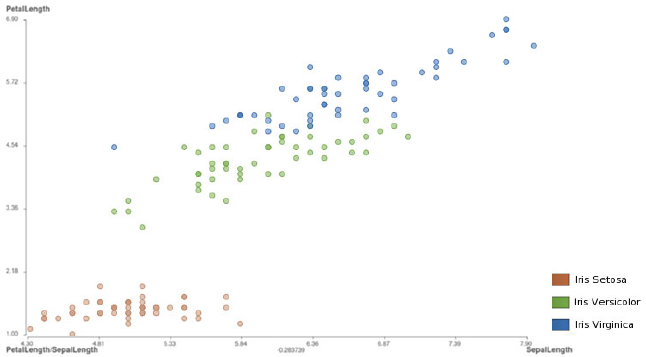 PetalLength
6.90
5.72
4.54
3.36
2.18
1.00
4.30 4.81 5.33 5.84 6.36 6.87 7.39 7.90
PetalLength/SepalLength 0.283739 SepalLength
Iris Setosa
Iris Versicolor
Iris Virginica